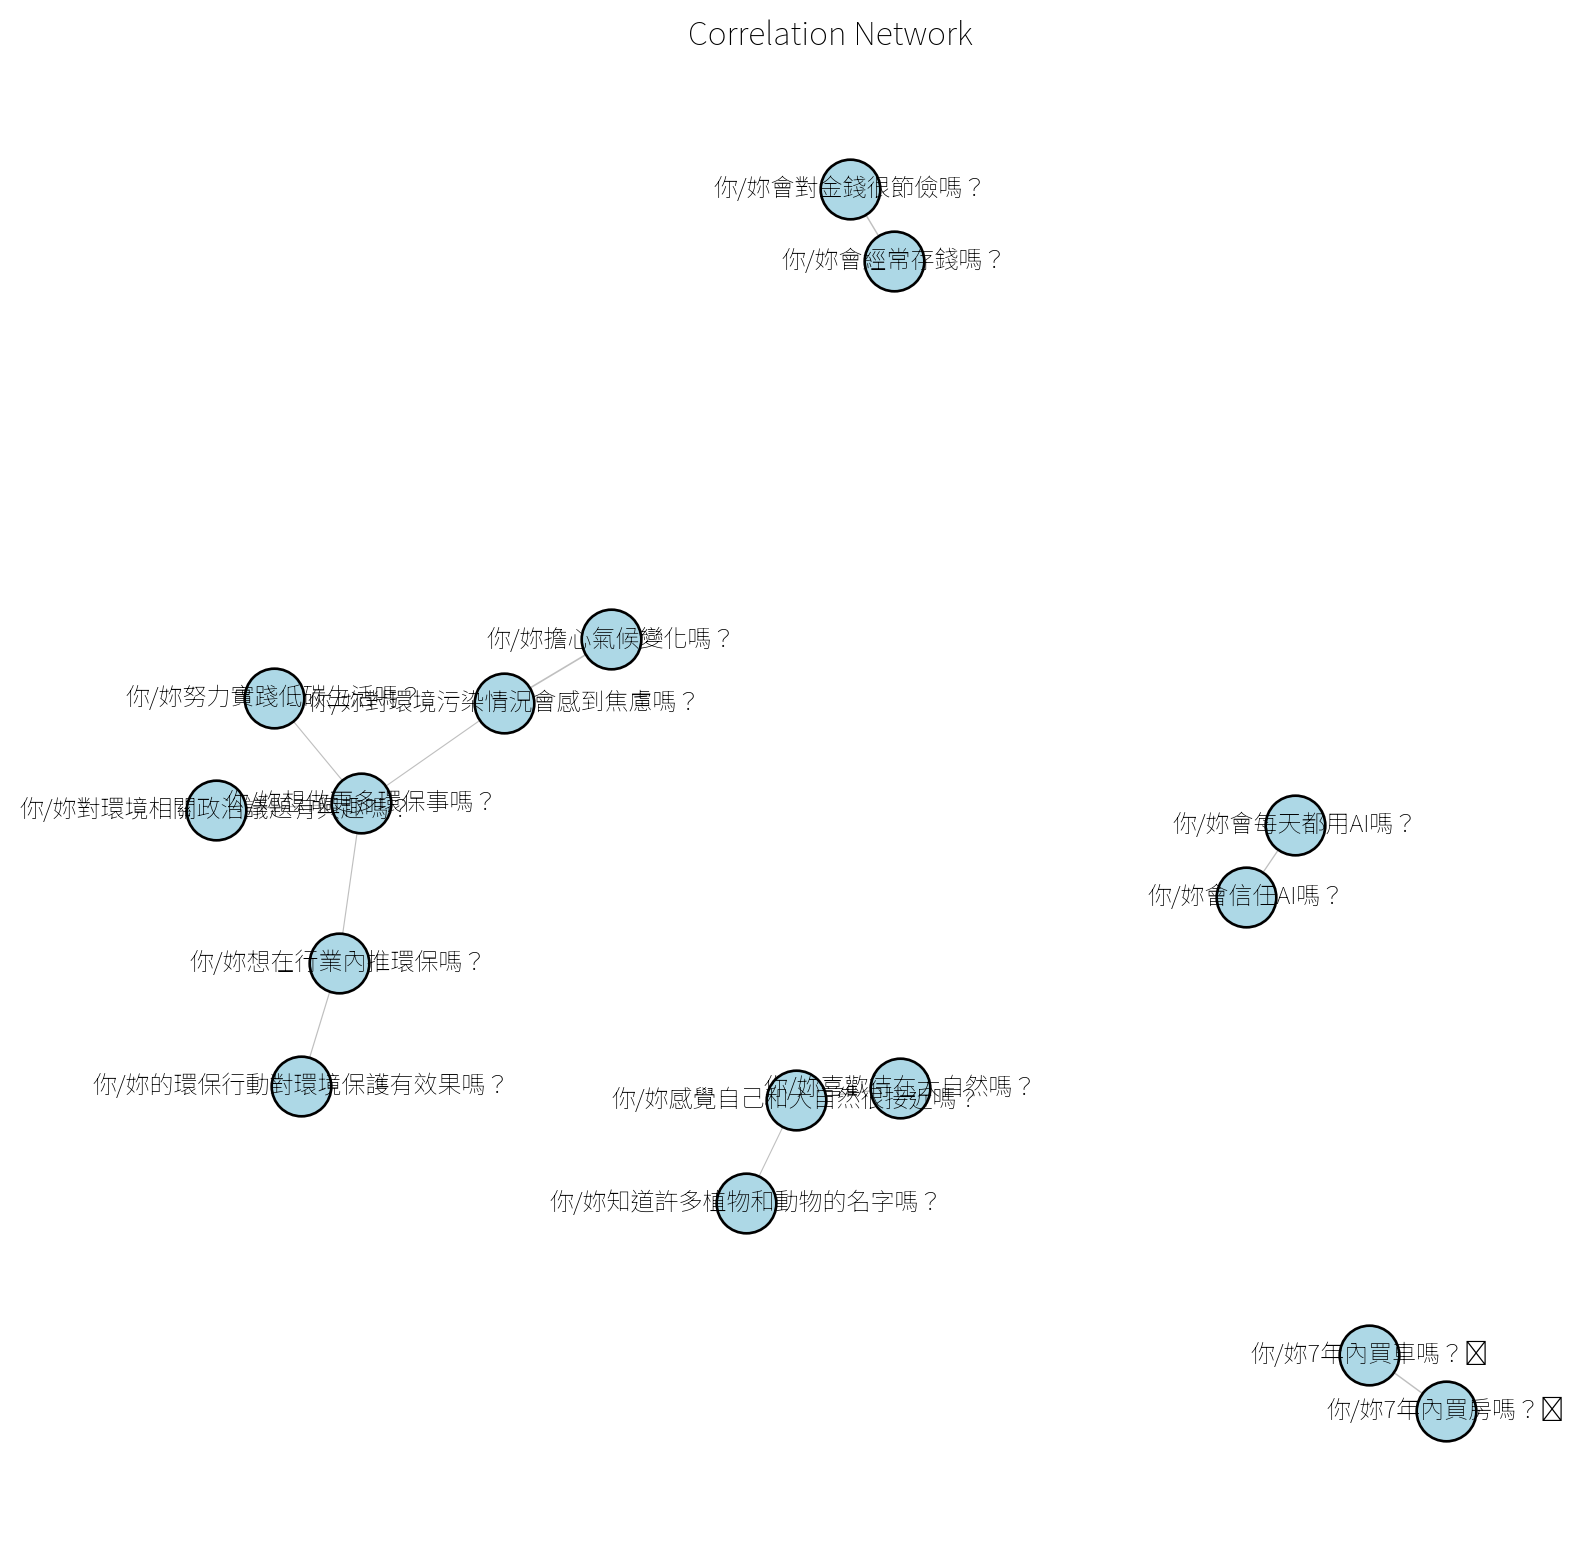 Correlation Network
你/妳會對金錢很節儉嗎？
你/妳會經常存錢嗎？
你/妳擔心氣候變化嗎？
你/妳努力實踐低碳生活嗎？
你/妳對環境污染情況會感到焦慮嗎？
你/妳想做更多環保事嗎？
你/妳對環境相關政治議題有興趣嗎？
你/妳會每天都用AI嗎？
你/妳會信任AI嗎？
你/妳想在行業內推環保嗎？
你/妳的環保行動對環境保護有效果嗎？
你/妳喜歡待在大自然嗎？
你/妳感覺自己和大自然很接近嗎？
你/妳知道許多植物和動物的名字嗎？
你/妳7年內買車嗎？
你/妳7年內買房嗎？